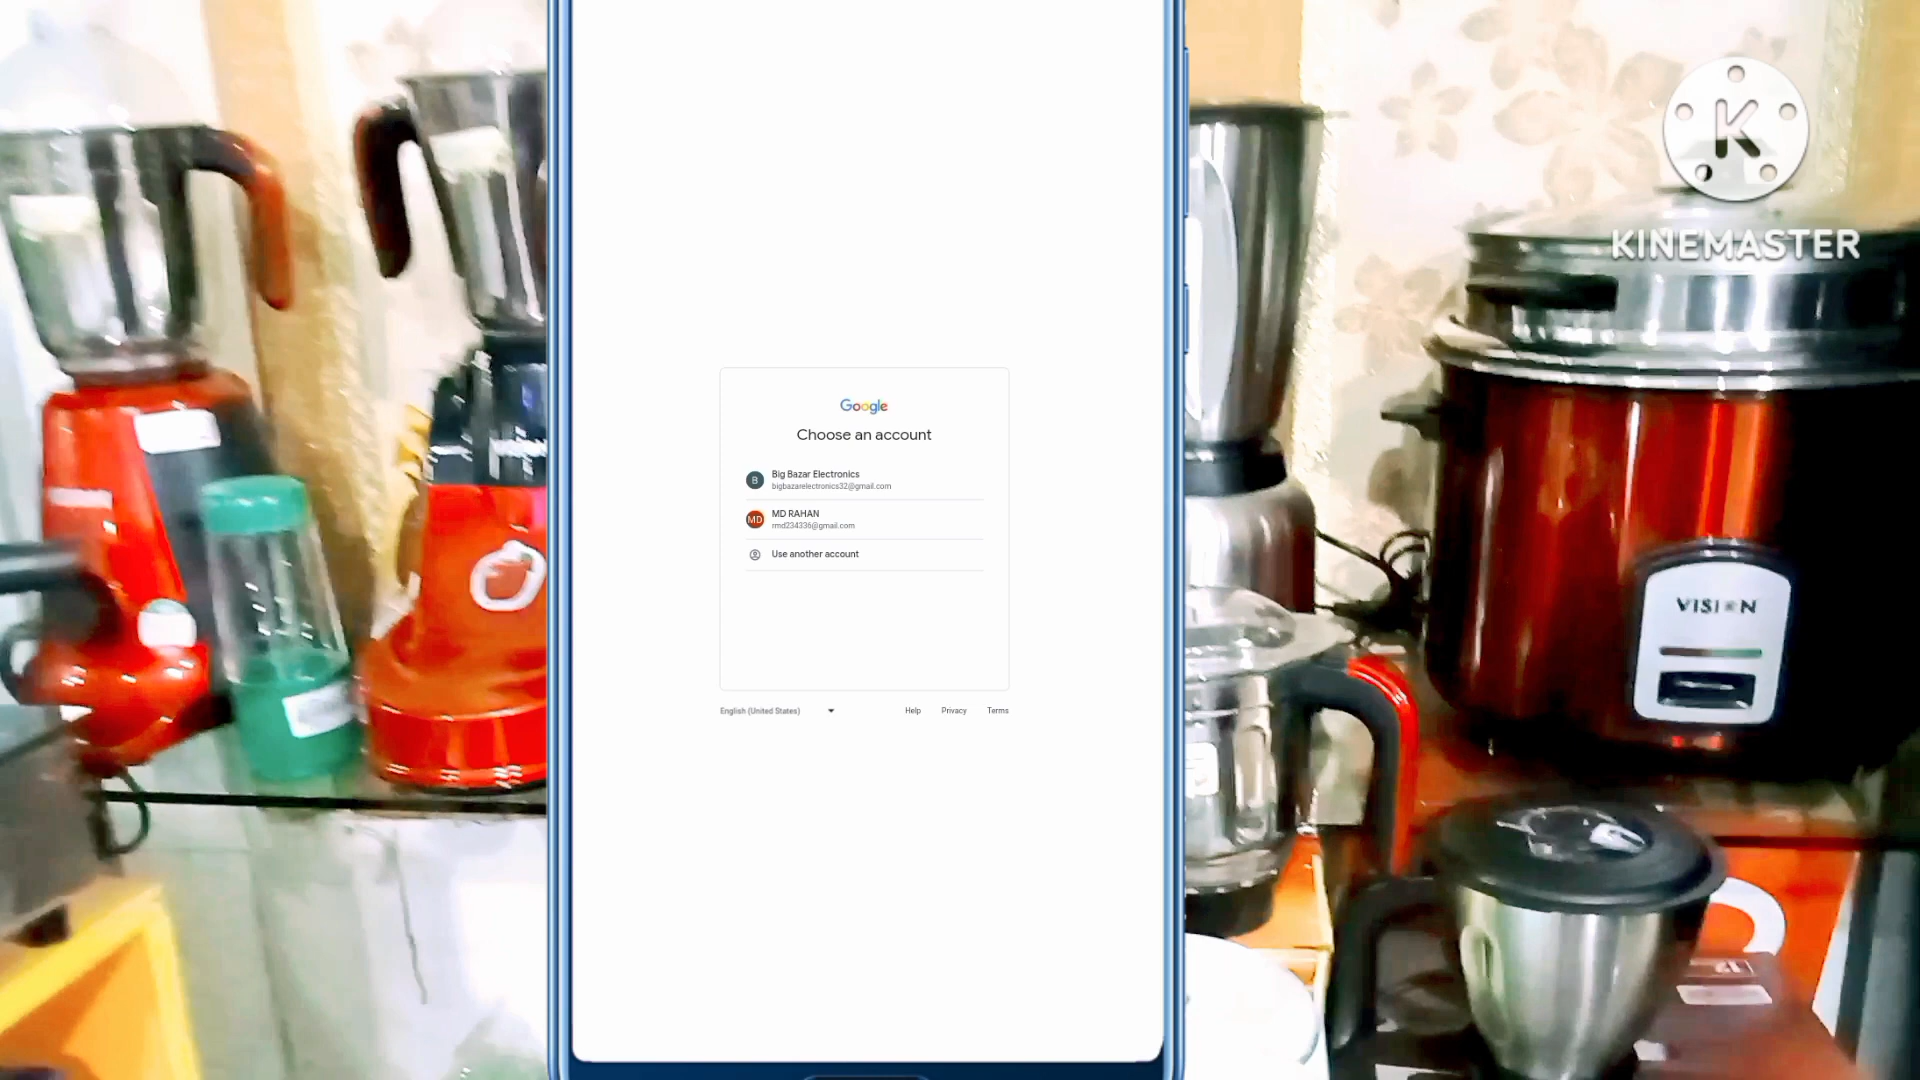 K
KINEMASTER
Google
Choose an account
B
Big Bazar Electronics
bigbazarelectronics32@gmail.com
MD
MD RAHAN
rmd234336@gmail.com
Use another account
English (United States)
Help
Privacy
Terms
VISION